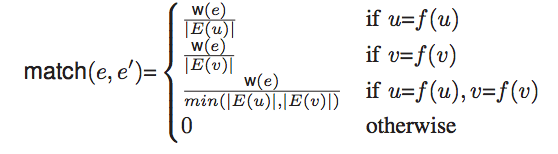 match(e, e′)= { w(e)/|E(u)| if u=f(u)
w(e)/|E(v)| if v=f(v)
w(e)/min(|E(u)|,|E(v)|) if u=f(u), v=f(v)
0 otherwise